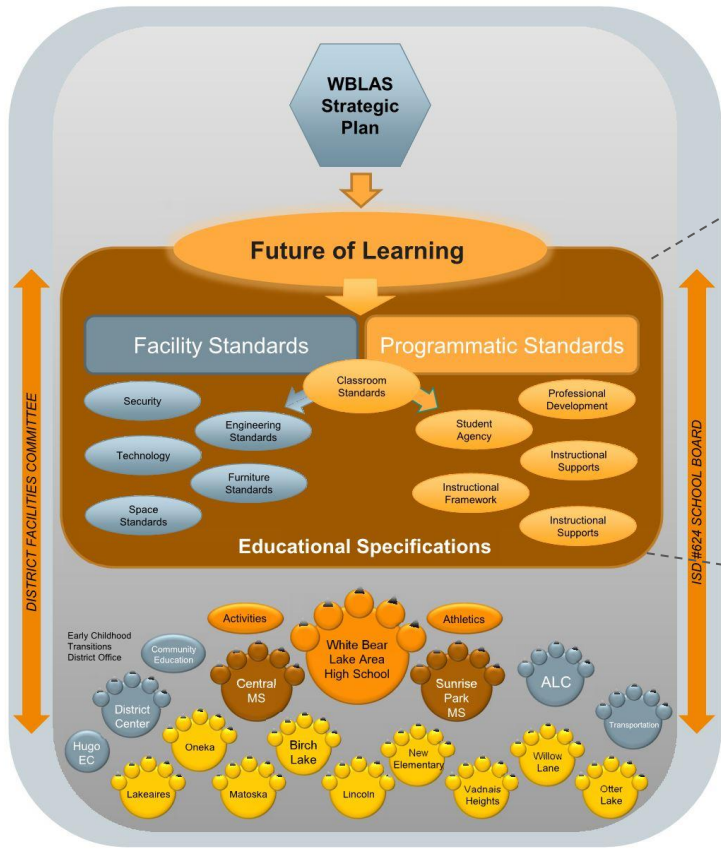 WBLAS
Strategic
Plan
Future of Learning
Facility Standards
Programmatic Standards
Classroom
Standards
Security
Engineering
Standards
Technology
Furniture
Standards
Space
Standards
Professional
Development
Student
Agency
Instructional
Supports
Instructional
Framework
Instructional
Supports
Educational Specifications
DISTRICT FACILITIES COMMITTEE
ISD #624 SCHOOL BOARD
Activities
Athletics
White Bear
Lake Area
High School
Early Childhood
Transitions
District Office
Community
Education
Central
MS
Sunrise
Park
MS
ALC
District
Center
Transportation
Hugo
EC
Oneka
Birch
Lake
New
Elementary
Willow
Lane
Lakeaires
Matoska
Lincoln
Vadnais
Heights
Otter
Lake